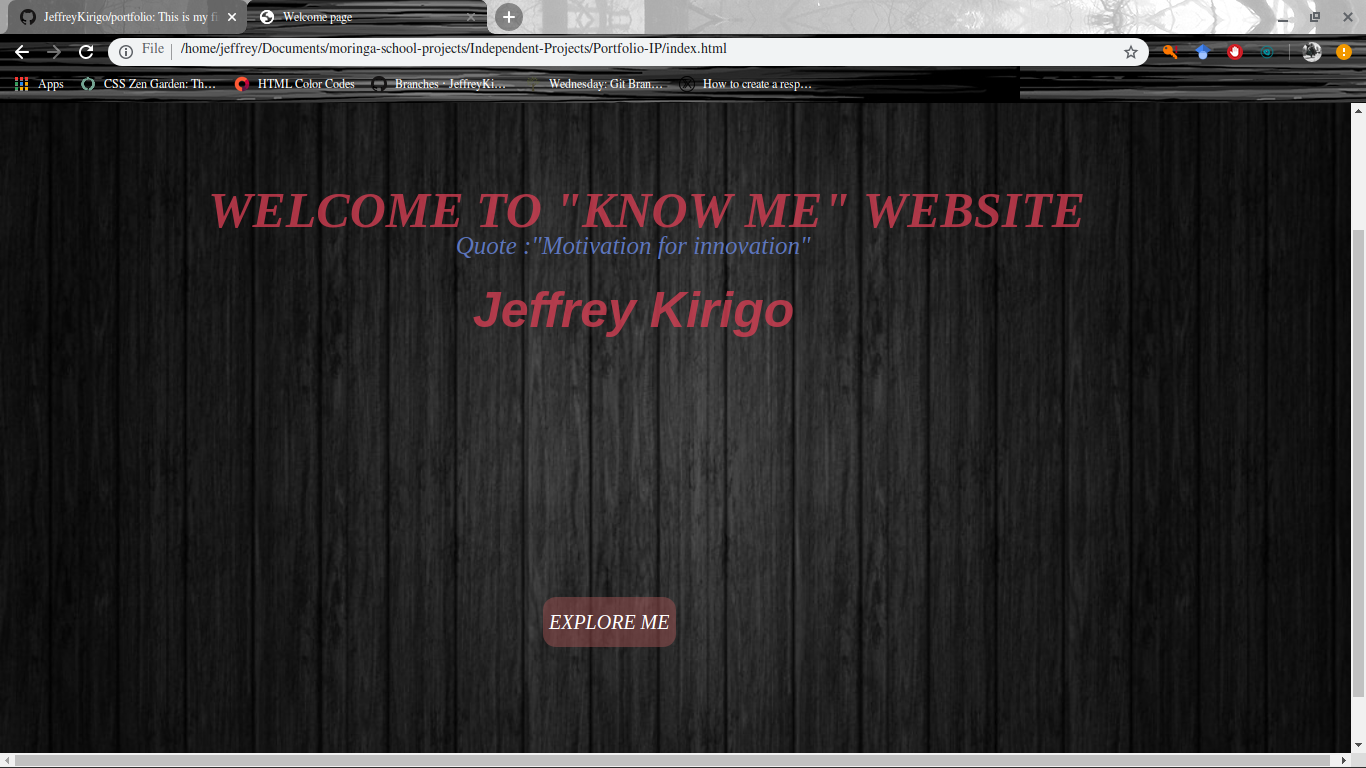 JeffreyKirigo/portfolio: This is my fi
Welcome page
File
/home/jeffrey/Documents/moringa-school-projects/Independent-Projects/Portfolio-IP/index.html
Apps
CSS Zen Garden: Th…
HTML Color Codes
Branches · JeffreyKi…
Wednesday: Git Bran…
How to create a resp…
WELCOME TO "KNOW ME" WEBSITE
Quote :"Motivation for innovation"
Jeffrey Kirigo
EXPLORE ME